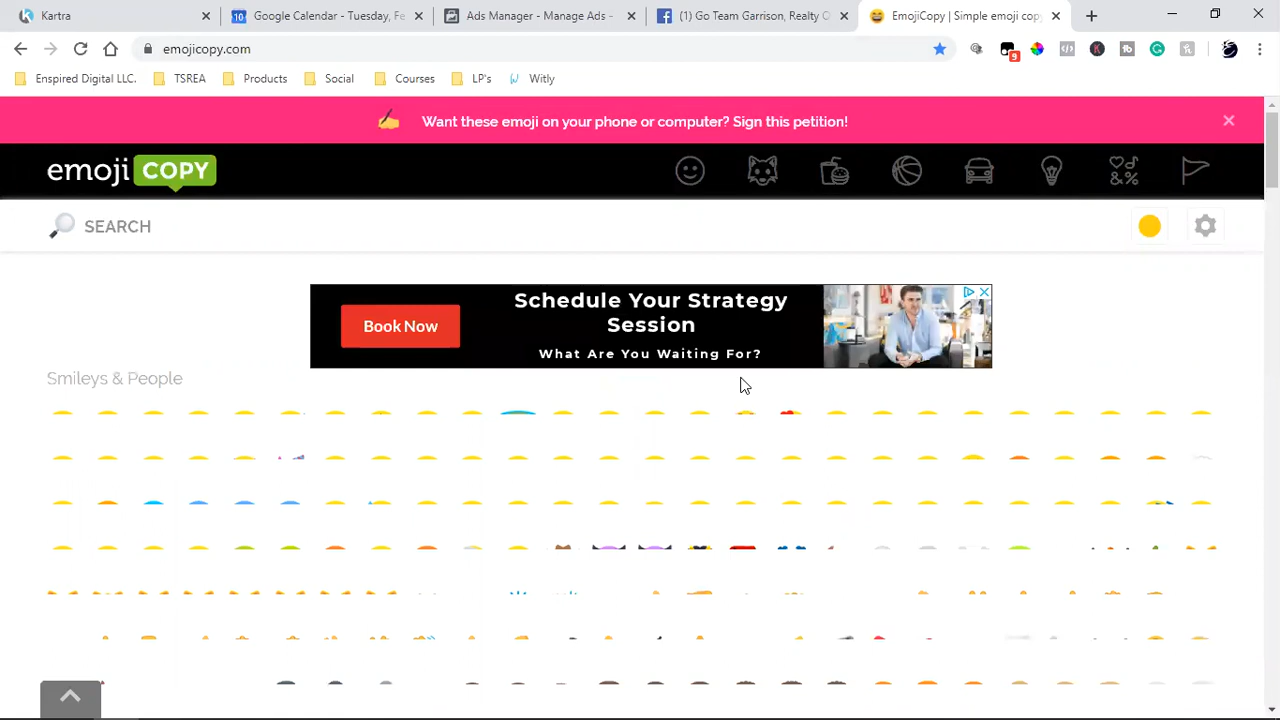 Kartra
Google Calendar - Tuesday, Fe
Ads Manager - Manage Ads
(1) Go Team Garrison, Realty C
EmojiCopy | Simple emoji copy
emojicopy.com
9
Enspired Digital LLC.
TSREA
Products
Social
Courses
LP's
Witly
Want these emoji on your phone or computer? Sign this petition!
emoji COPY
&%
SEARCH
Book Now
Schedule Your Strategy
Session
What Are You Waiting For?
Smileys & People